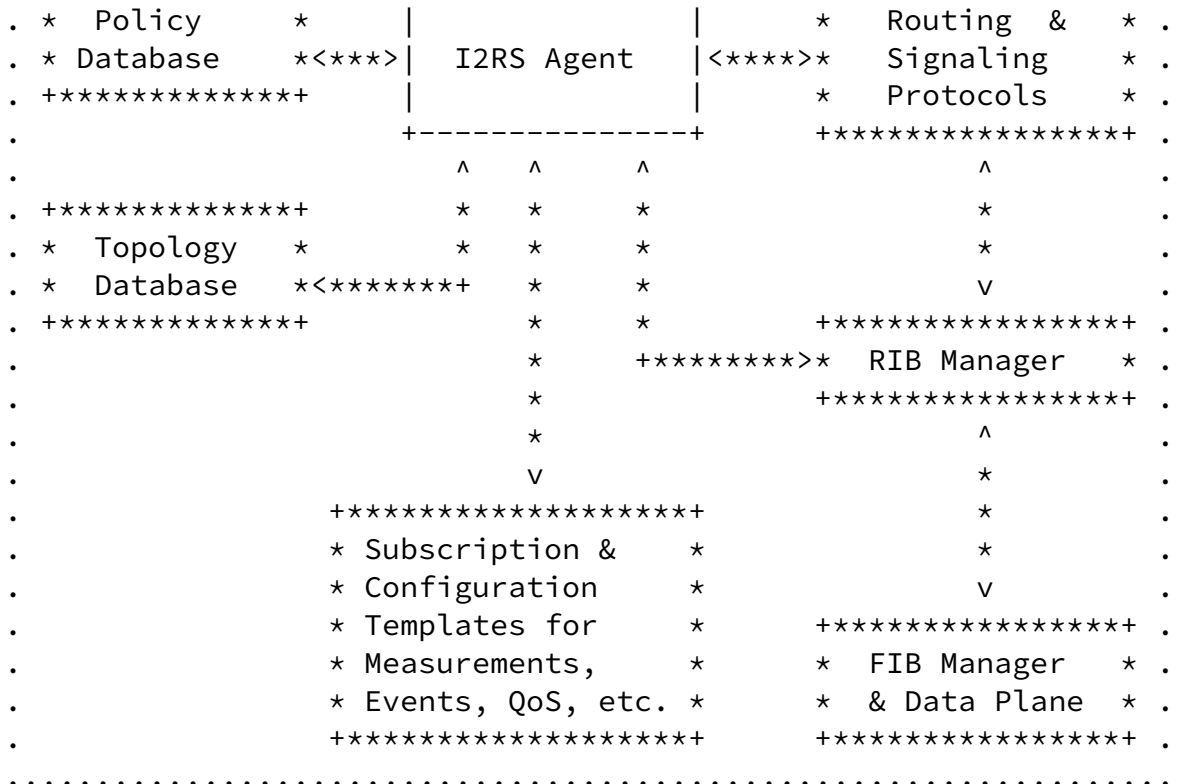 . *  Policy     *     |               |      *   Routing  &   * .
. * Database    *<***>|  I2RS Agent   |<****>*   Signaling    * .
. +*************+     |               |      *   Protocols    * .
.                     +---------------+      +****************+ .
.                        ^   ^     ^                  ^         .
. +*************+        *   *     *                  *         .
. *  Topology   *        *   *     *                  *         .
. *  Database   *<*******+   *     *                  v         .
. +*************+            *     *         +****************+ .
.                            *     +********>*  RIB Manager   * .
.                            *               +****************+ .
.                            *                        ^         .
.                            v                        *         .
.                 +*******************+               *         .
.                 * Subscription &    *               *         .
.                 * Configuration     *               v         .
.                 * Templates for     *      +****************+ .
.                 * Measurements,     *      *  FIB Manager   * .
.                 * Events, QoS, etc. *      *  & Data Plane  * .
.                 +*******************+      +****************+ .
.................................................................